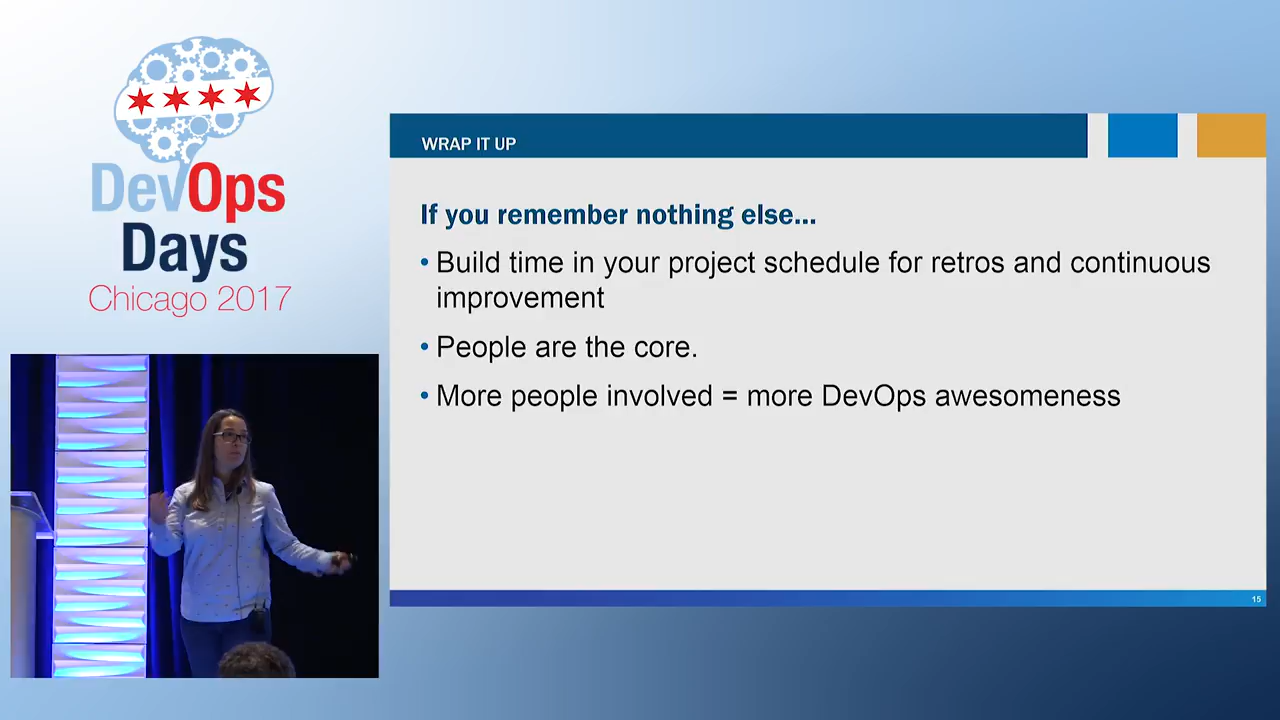 DevOps
Days
Chicago 2017
WRAP IT UP
If you remember nothing else...
• Build time in your project schedule for retros and continuous
improvement
• People are the core.
• More people involved = more DevOps awesomeness
15